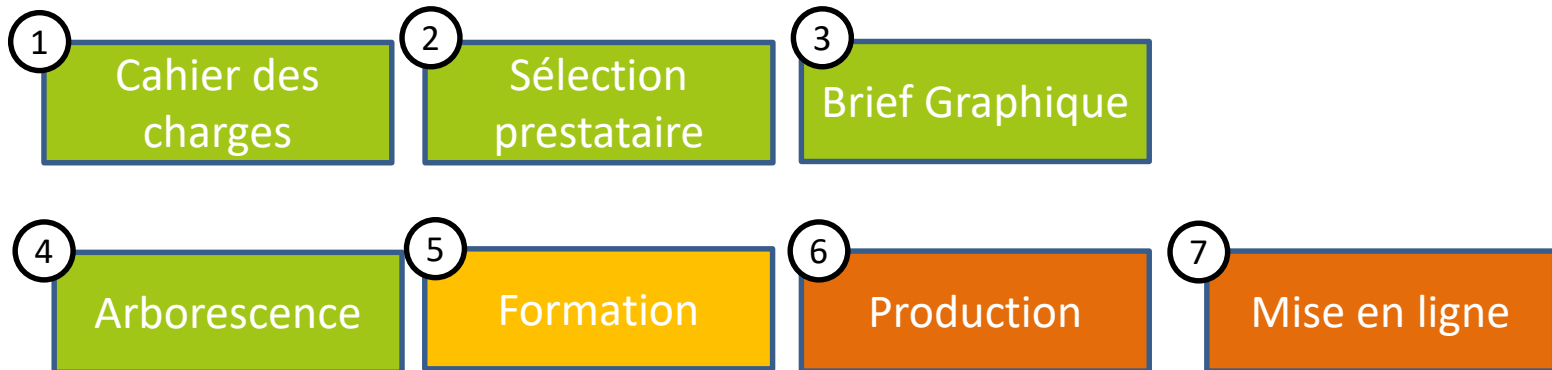 1
Cahier des
charges
2
Sélection
prestataire
3
Brief Graphique
4
Arborescence
5
Formation
6
Production
7
Mise en ligne